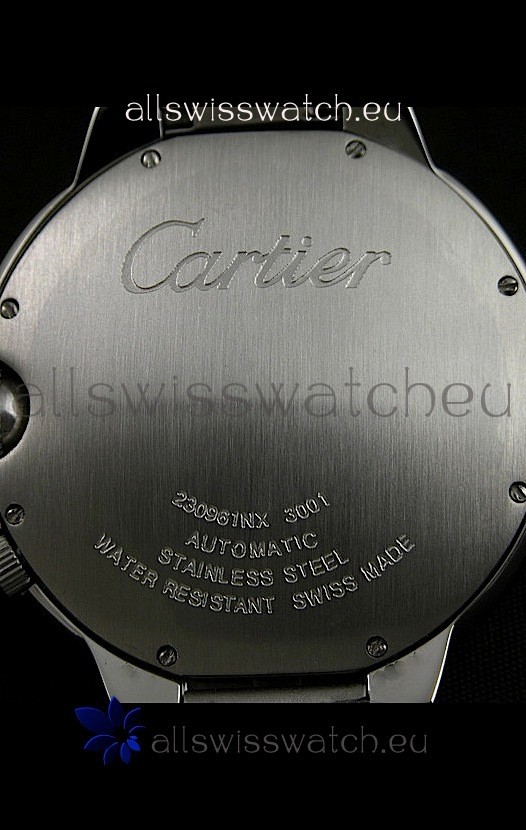 allswisswatch.eu
Cartier
allswisswatcheu
230961NX 3001
AUTOMATIC
STAINLESS STEEL
WATER RESISTANT SWISS MADE
allswisswatch.eu